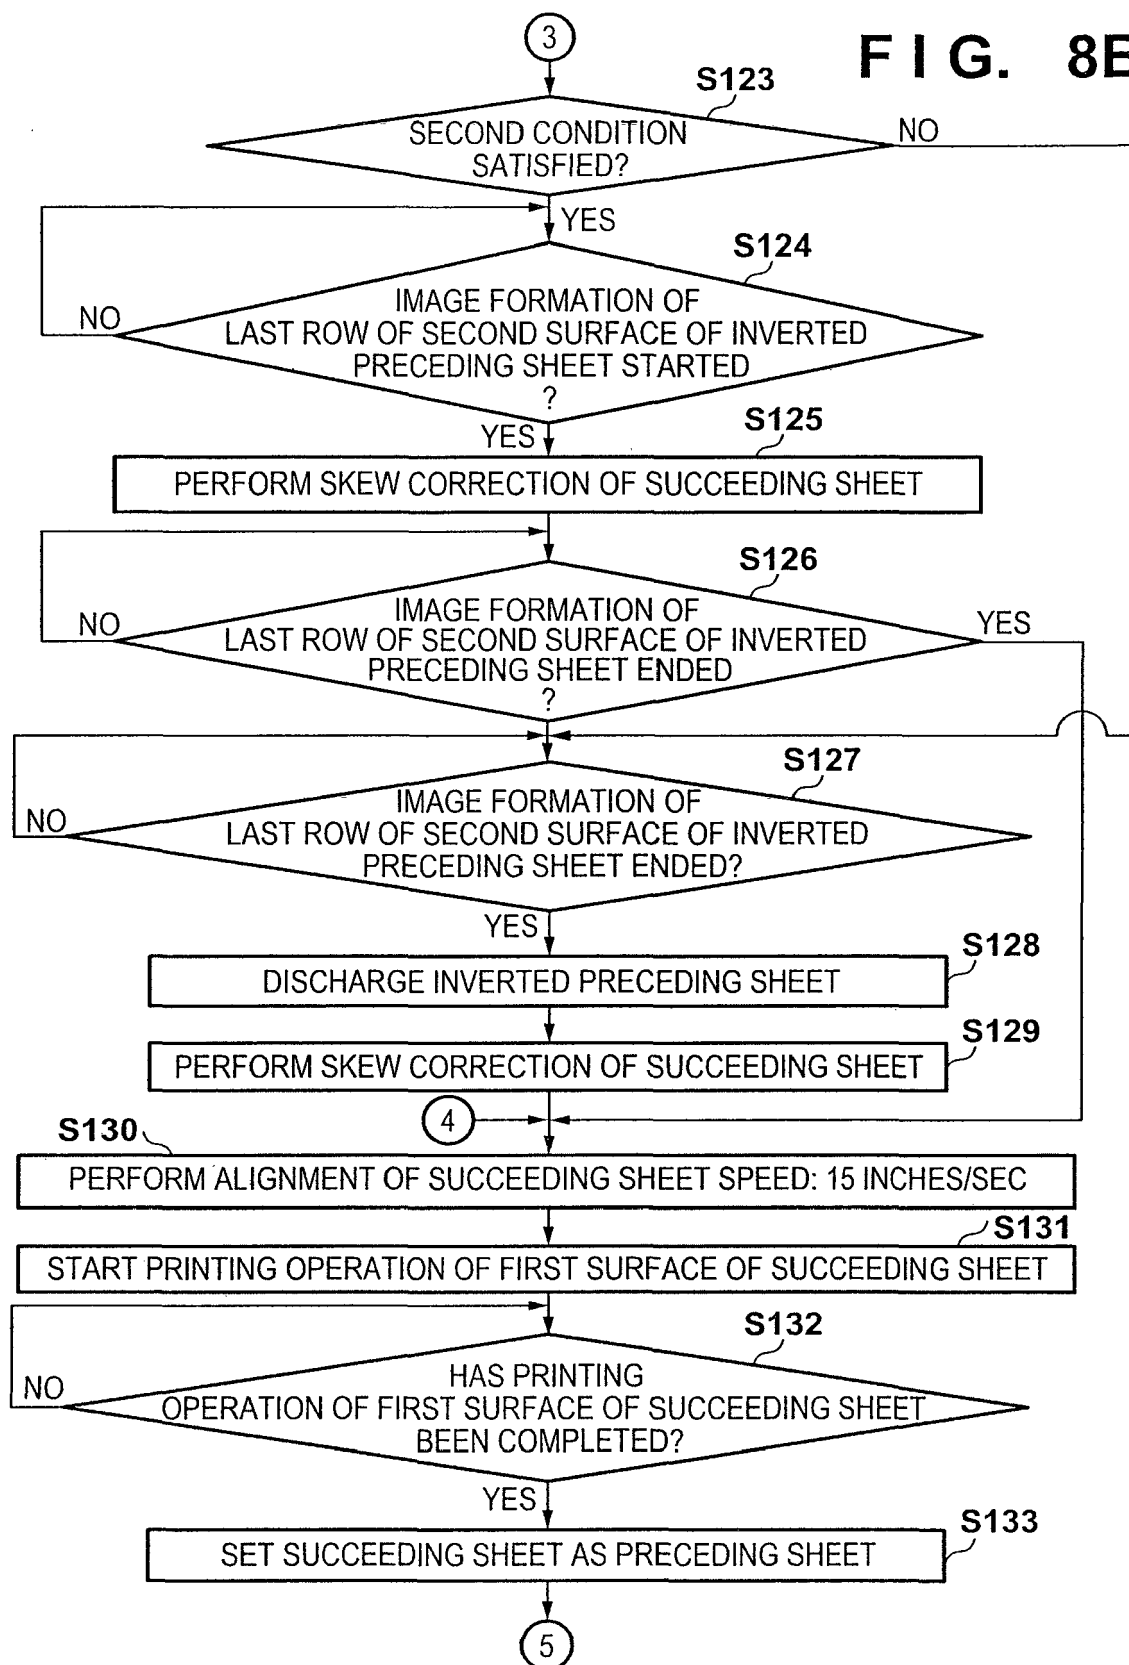 3
FIG. 8B
S123
SECOND CONDITION
SATISFIED?
NO
YES
S124
IMAGE FORMATION OF
LAST ROW OF SECOND SURFACE OF INVERTED
PRECEDING SHEET STARTED
?
NO
YES
S125
PERFORM SKEW CORRECTION OF SUCCEEDING SHEET
S126
IMAGE FORMATION OF
LAST ROW OF SECOND SURFACE OF INVERTED
PRECEDING SHEET ENDED
?
NO
YES
S127
IMAGE FORMATION OF
LAST ROW OF SECOND SURFACE OF INVERTED
PRECEDING SHEET ENDED?
NO
YES
S128
DISCHARGE INVERTED PRECEDING SHEET
S129
PERFORM SKEW CORRECTION OF SUCCEEDING SHEET
4
S130
PERFORM ALIGNMENT OF SUCCEEDING SHEET SPEED: 15 INCHES/SEC
S131
START PRINTING OPERATION OF FIRST SURFACE OF SUCCEEDING SHEET
S132
HAS PRINTING
OPERATION OF FIRST SURFACE OF SUCCEEDING SHEET
BEEN COMPLETED?
NO
YES
S133
SET SUCCEEDING SHEET AS PRECEDING SHEET
5